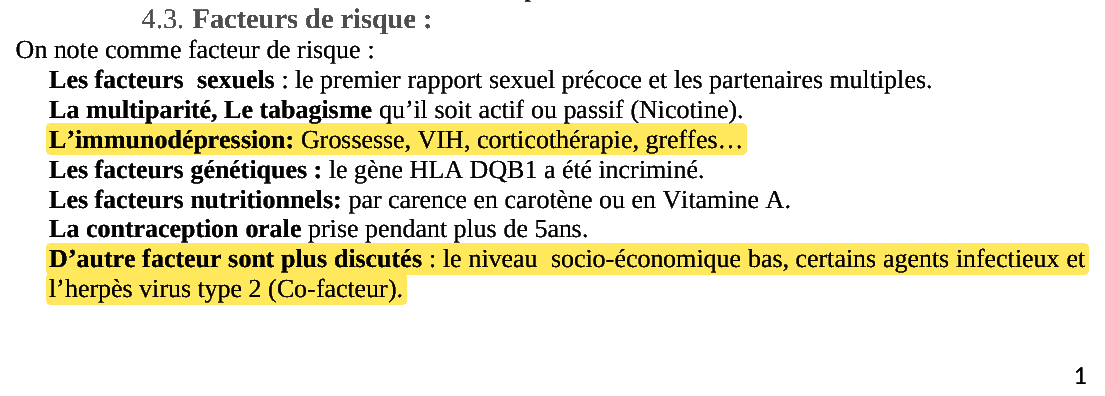 4.3. Facteurs de risque :
On note comme facteur de risque :
Les facteurs sexuels : le premier rapport sexuel précoce et les partenaires multiples.
La multiparité, Le tabagisme qu’il soit actif ou passif (Nicotine).
L’immunodépression: Grossesse, VIH, corticothérapie, greffes…
Les facteurs génétiques : le gène HLA DQB1 a été incriminé.
Les facteurs nutritionnels: par carence en carotène ou en Vitamine A.
La contraception orale prise pendant plus de 5ans.
D’autre facteur sont plus discutés : le niveau socio-économique bas, certains agents infectieux et
l’herpès virus type 2 (Co-facteur).
1